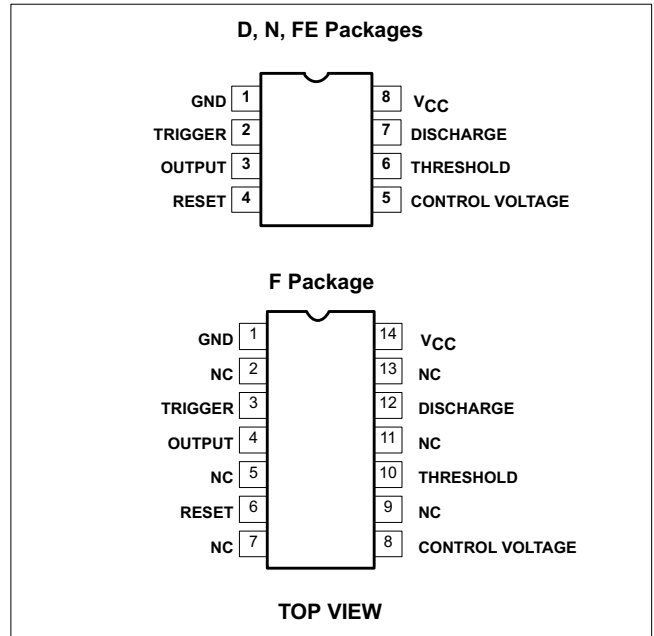 D, N, FE Packages
GND 1 8 VCC
TRIGGER 2 7 DISCHARGE
OUTPUT 3 6 THRESHOLD
RESET 4 5 CONTROL VOLTAGE
F Package
GND 1 14 VCC
NC 2 13 NC
TRIGGER 3 12 DISCHARGE
OUTPUT 4 11 NC
NC 5 10 THRESHOLD
RESET 6 9 NC
NC 7 8 CONTROL VOLTAGE
TOP VIEW